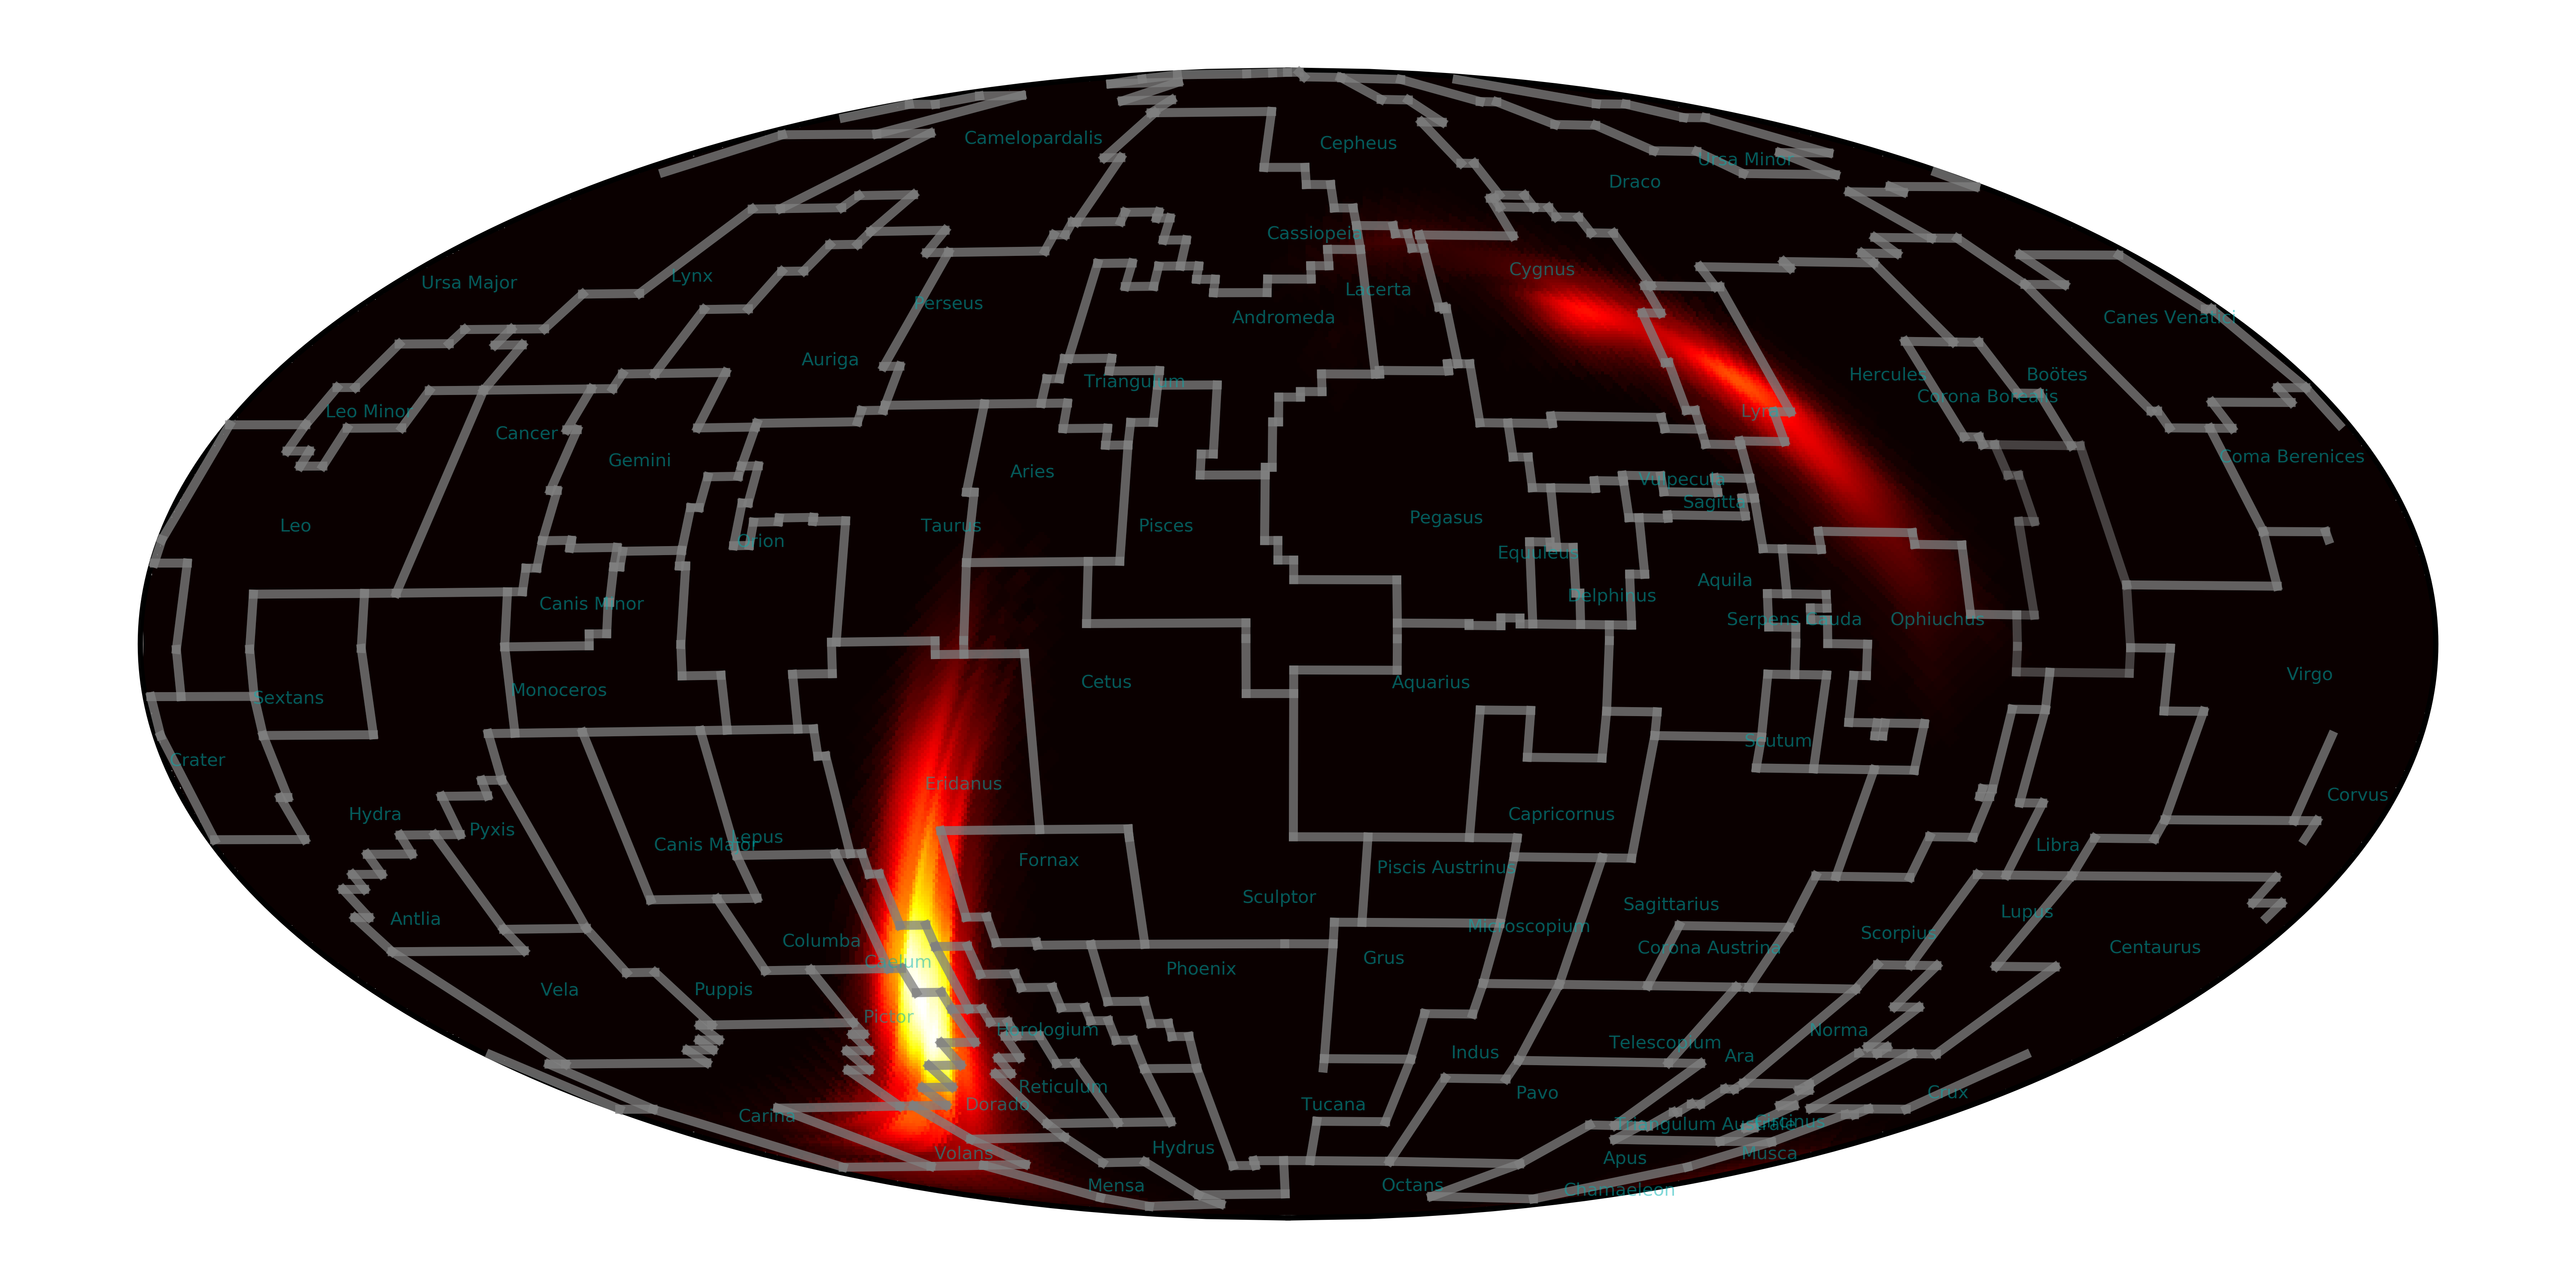 Camelopardalis
Cepheus
Ursa Minor
Draco
Cassiopeia
Cygnus
Ursa Major
Lynx
Lacerta
Perseus
Andromeda
Canes Venatici
Auriga
Triangulum
Hercules
Boötes
Corona Borealis
Leo Minor
Lyra
Cancer
Gemini
Coma Berenices
Aries
Vulpecula
Sagitta
Leo
Taurus
Pisces
Pegasus
Orion
Equuleus
Aquila
Delphinus
Canis Minor
Serpens Cauda
Ophiuchus
Virgo
Cetus
Aquarius
Monoceros
Sextans
Scutum
Crater
Eridanus
Corvus
Hydra
Capricornus
Pyxis
Lepus
Canis Major
Libra
Fornax
Piscis Austrinus
Sculptor
Sagittarius
Lupus
Antlia
Microscopium
Scorpius
Columba
Corona Austrina
Centaurus
Grus
Caelum
Phoenix
Vela
Puppis
Pictor
Horologium
Norma
Telescopium
Indus
Ara
Reticulum
Pavo
Crux
Dorado
Tucana
Carina
Triangulum Australe
Circinus
Hydrus
Volans
Musca
Apus
Mensa
Octans
Chamaeleon